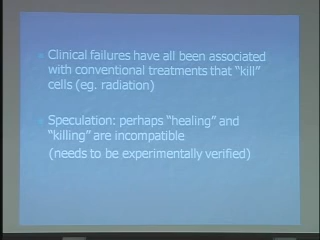 • Clinical failures have all been associated
with conventional treatments that “kill”
cells (eg. radiation)
• Speculation: perhaps “healing” and
“killing” are incompatible
(needs to be experimentally verified)